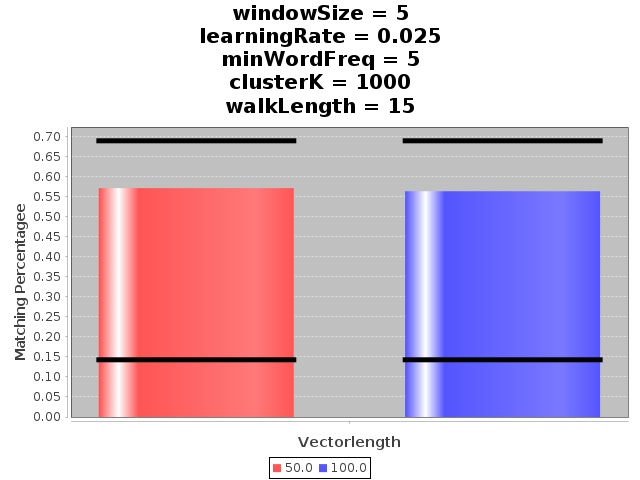 windowSize = 5
learningRate = 0.025
minWordFreq = 5
clusterK = 1000
walkLength = 15
0.70
0.65
0.60
0.55
0.50
0.45
0.40
0.35
0.30
0.25
0.20
0.15
0.10
0.05
0.00
Matching Percentagee
Vectorlength
50.0 100.0